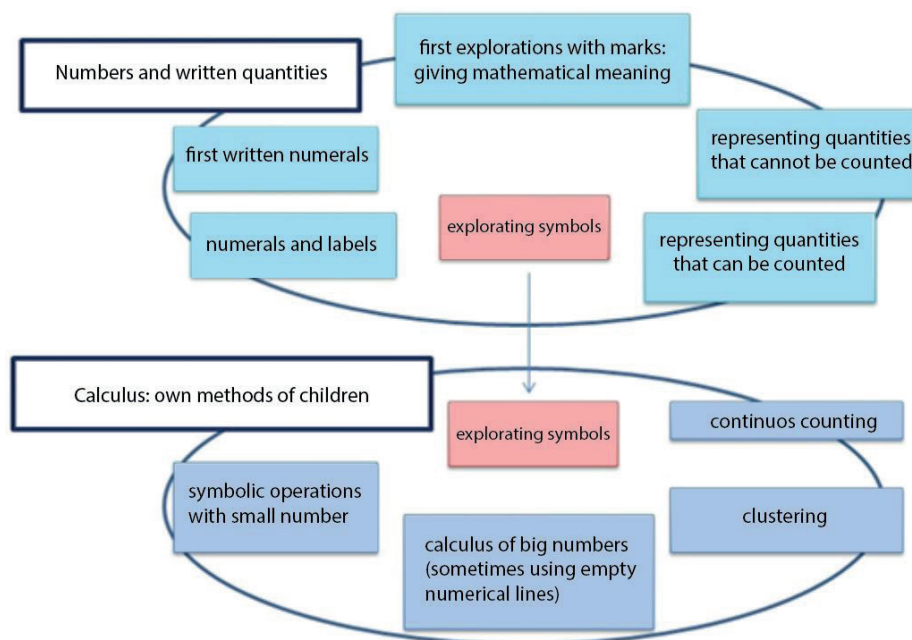 Numbers and written quantities
first explorations with marks:
giving mathematical meaning
first written numerals
representing quantities
that cannot be counted
numerals and labels
explorating symbols
representing quantities
that can be counted
Calculus: own methods of children
explorating symbols
continuos counting
symbolic operations
with small number
calculus of big numbers
(sometimes using empty
numerical lines)
clustering